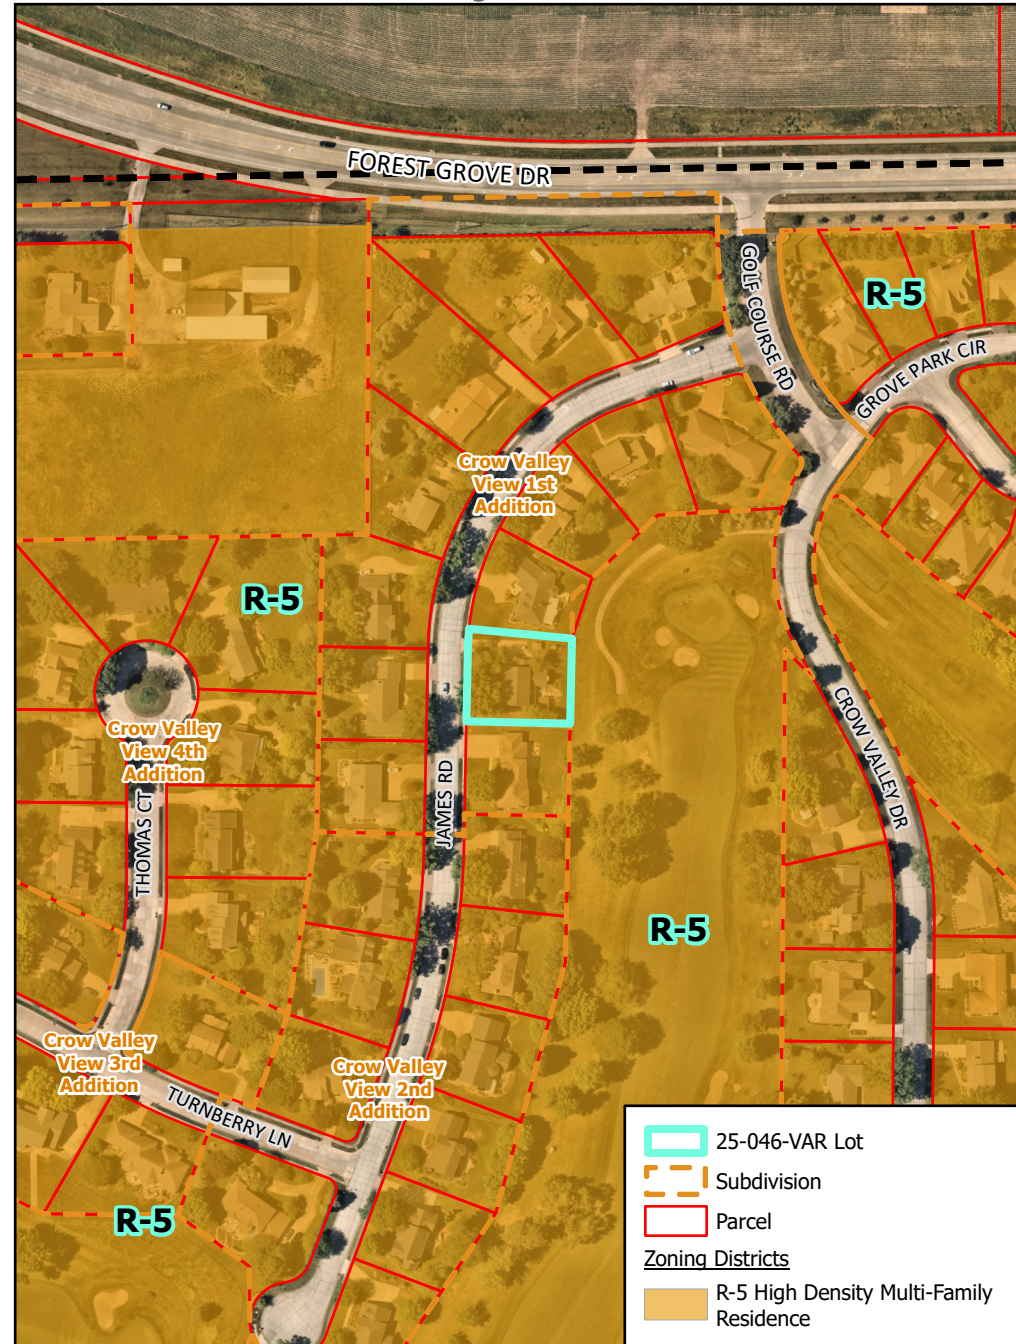 FOREST GROVE DR
GOLF COURSE RD
R-5
GROVE PARK CIR
Crow Valley
View 1st
Addition
R-5
Crow Valley
View 4th
Addition
CROW VALLEY DR
JAMES RD
THOMAS CT
R-5
Crow Valley
View 3rd
Addition
Crow Valley
View 2nd
Addition
TURNBERRY LN
R-5
25-046-VAR Lot
Subdivision
Parcel
Zoning Districts
R-5 High Density Multi-Family
Residence